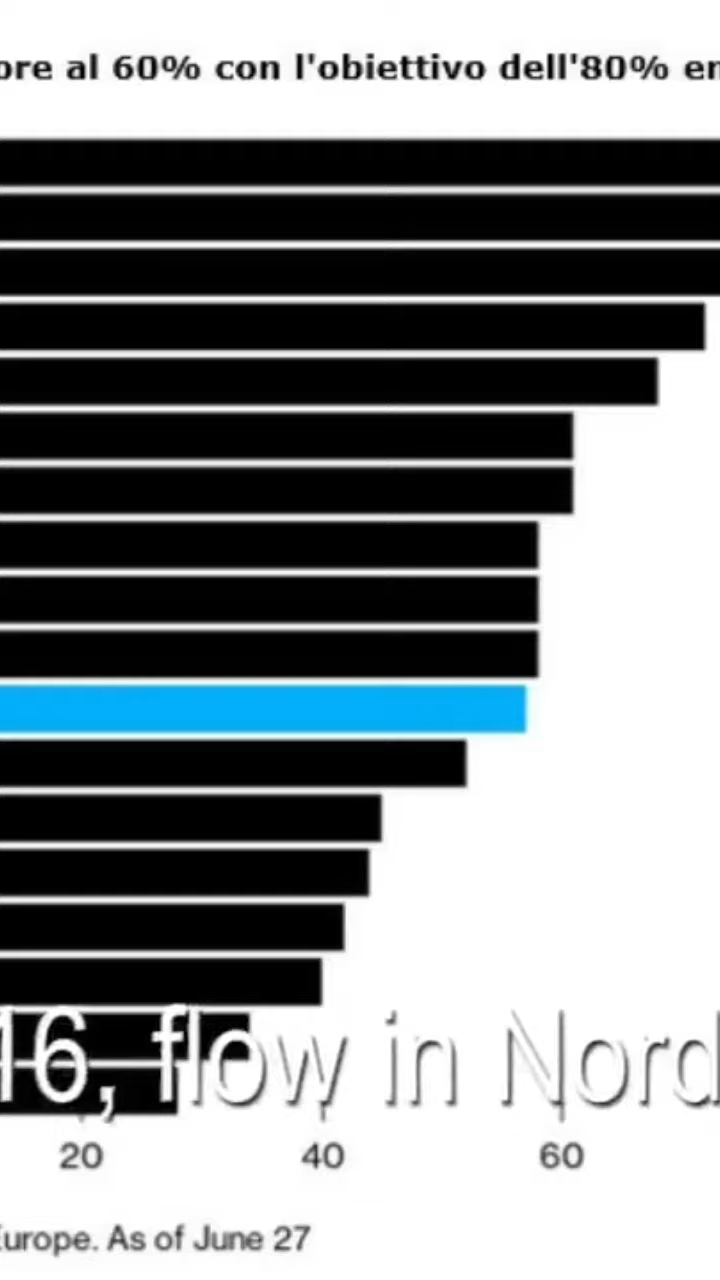 ore al 60% con l'obiettivo dell'80% en
16, flow in Nord
20 40 60
Europe. As of June 27